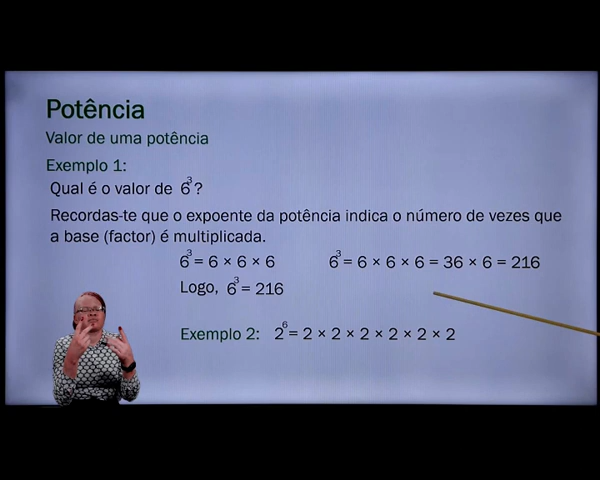 Potência
Valor de uma potência
Exemplo 1:
Qual é o valor de 6³?
Recordas-te que o expoente da potência indica o número de vezes que
a base (factor) é multiplicada.
6³ = 6 × 6 × 6 6³ = 6 × 6 × 6 = 36 × 6 = 216
Logo, 6³ = 216
Exemplo 2: 2⁶ = 2 × 2 × 2 × 2 × 2 × 2